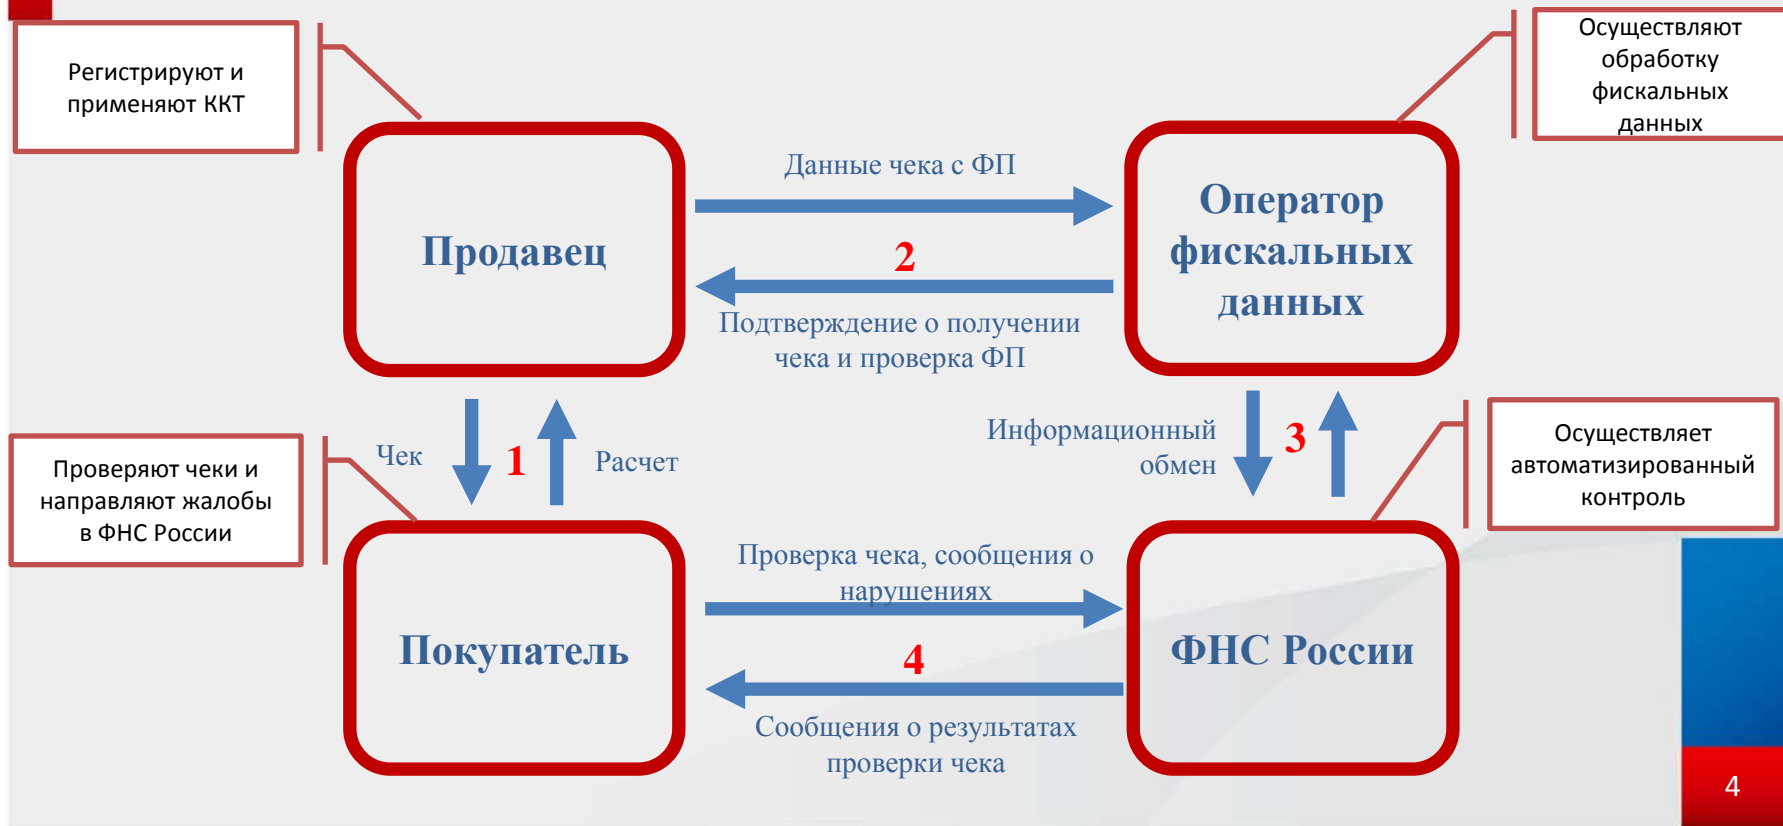 Регистрируют и
применяют ККТ
Осуществляют
обработку
фискальных
данных
Данные чека с ФП
Продавец
2
Оператор
фискальных
данных
Подтверждение о получении
чека и проверка ФП
Чек
1
Расчет
Информационный
обмен
3
Проверяют чеки и
направляют жалобы
в ФНС России
Осуществляет
автоматизированный
контроль
Проверка чека, сообщения о
нарушениях
Покупатель
4
ФНС России
Сообщения о результатах
проверки чека
4